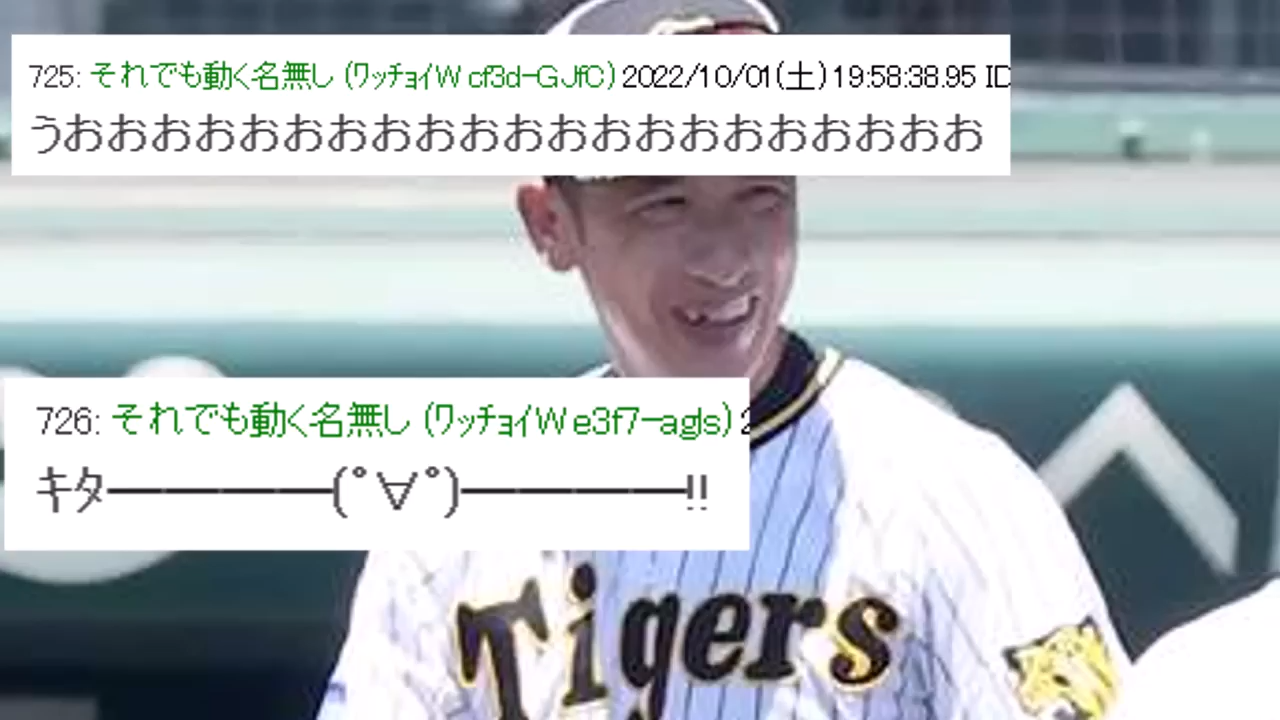 725: それでも動く名無し (ﾜｯﾁｮｲW cf3d-GJfC) 2022/10/01(土) 19:58:38.95 ID
うおおおおおおおおおおおおおおおおおおおおお
726: それでも動く名無し (ﾜｯﾁｮｲW e3f7-agJs)
ｷﾀ━━━━━(ﾟ∀ﾟ)━━━━━!!
Tigers